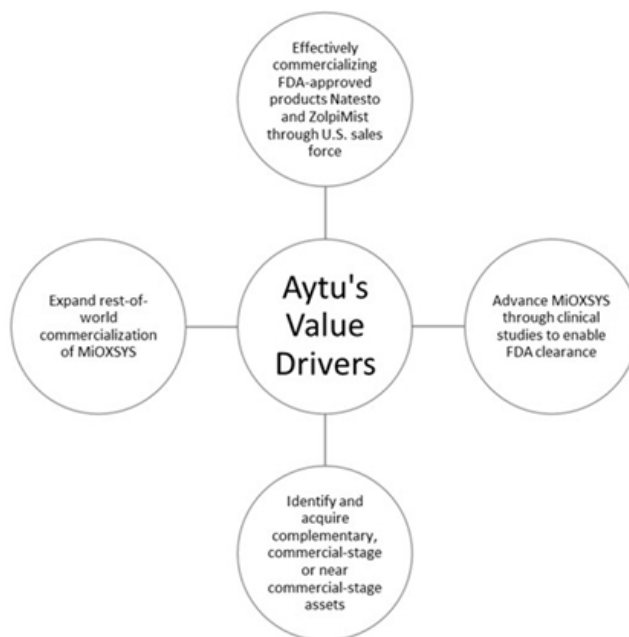 Effectively
commercializing
FDA-approved
products Natesto
and ZolpiMist
through U.S. sales
force
Expand rest-of-
world
commercialization
of MiOXSYS
Aytu's
Value
Drivers
Advance MiOXSYS
through clinical
studies to enable
FDA clearance
Identify and
acquire
complementary,
commercial-stage
or near
commercial-stage
assets